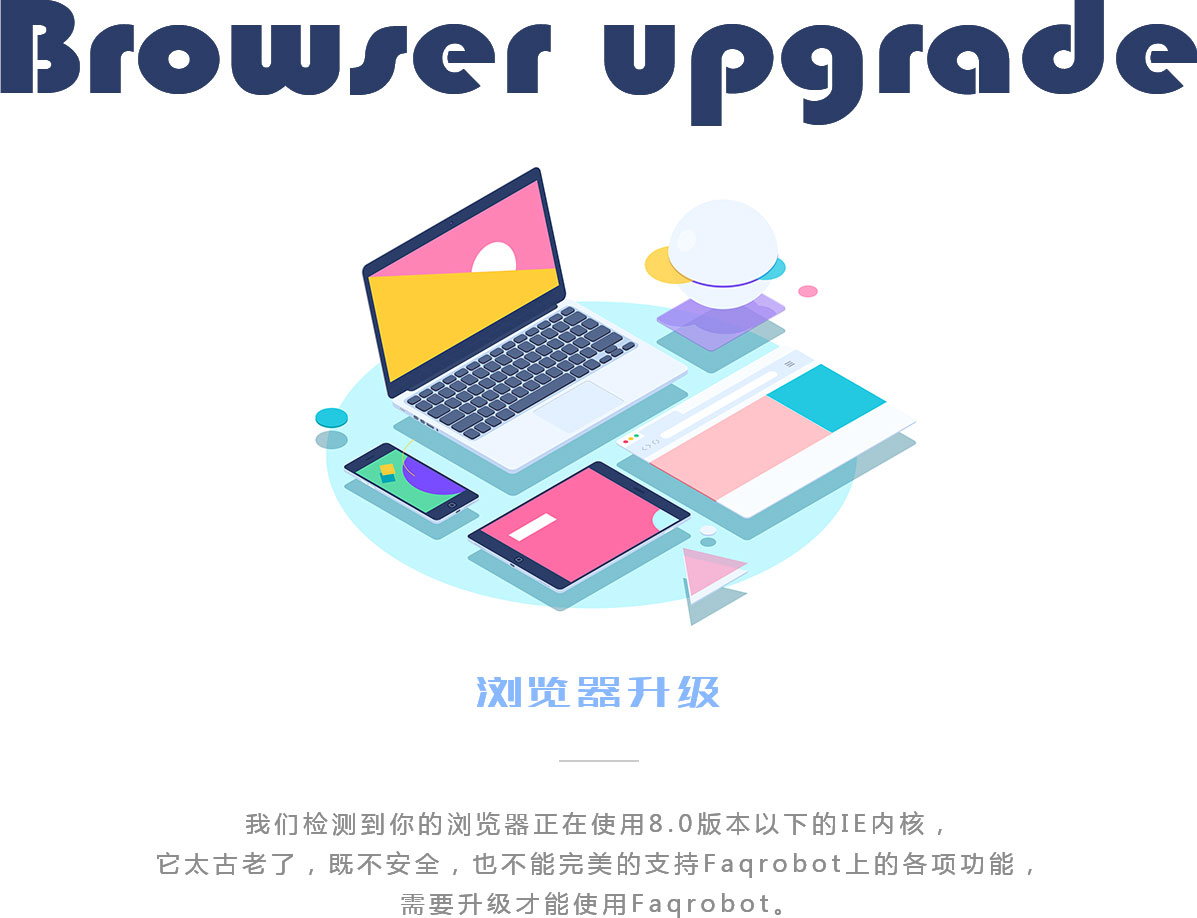 Browser upgrade
浏览器升级
我们检测到你的浏览器正在使用8.0版本以下的IE内核，
它太古老了，既不安全，也不能完美的支持Faqrobot上的各项功能，
需要升级才能使用Faqrobot。